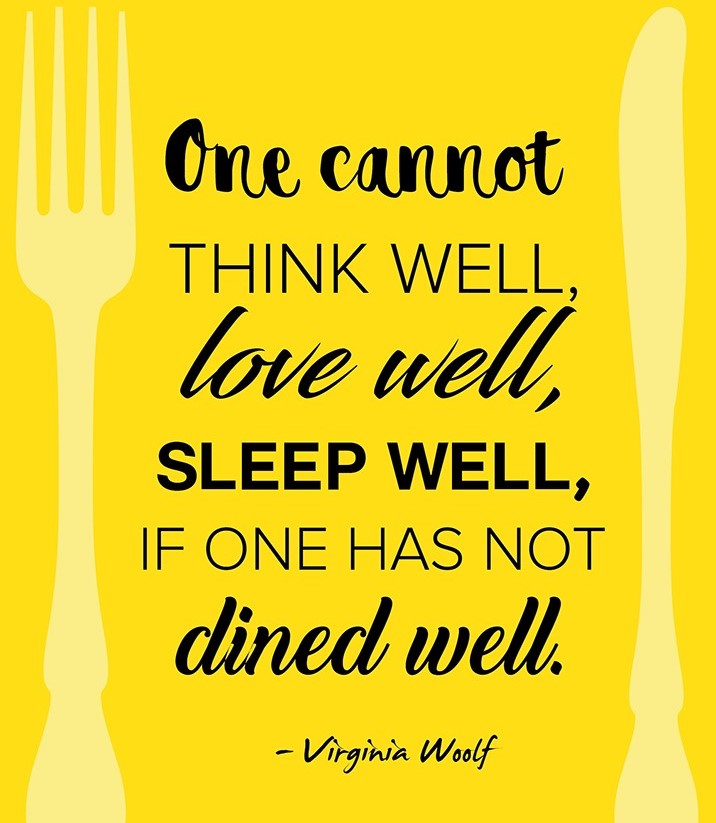 One cannot
THINK WELL,
love well,
SLEEP WELL,
IF ONE HAS NOT
dined well.
- Virginia Woolf